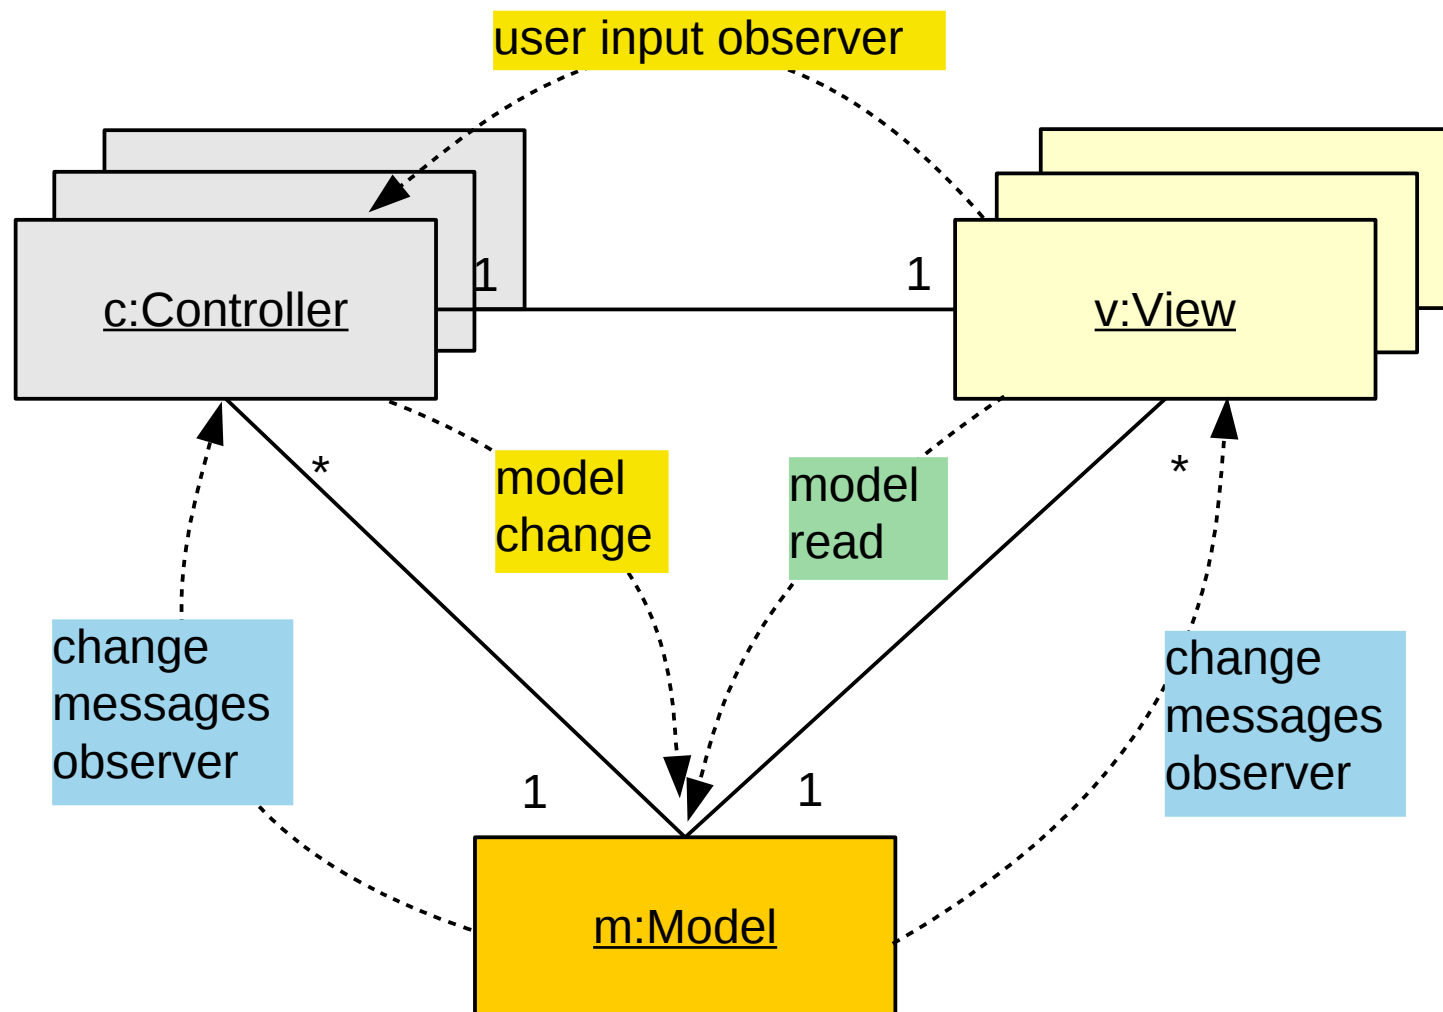 user input observer
1
1
c:Controller
v:View
*
*
model
change
model
read
change
messages
observer
change
messages
observer
1
1
m:Model